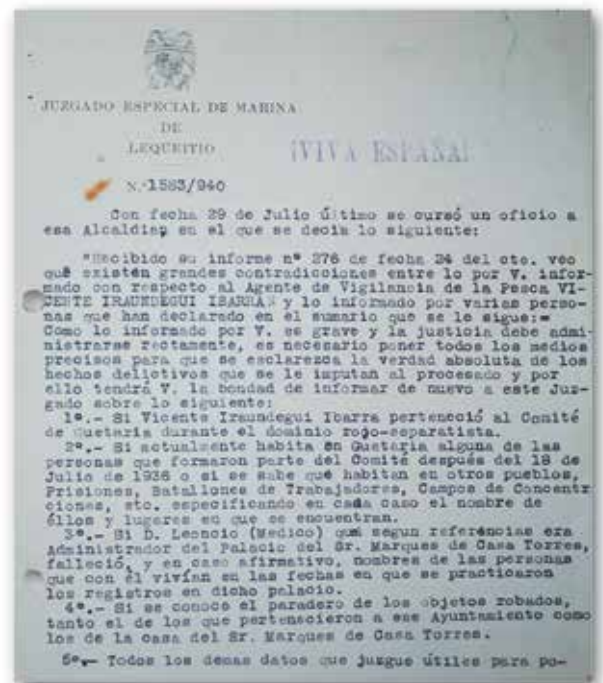 JUZGADO ESPECIAL DE MARINA
DE
LEQUEITIO
¡VIVA ESPAÑA!
N.º 1583/940
Con fecha 29 de Julio último se cursó un oficio a
esa Alcaldia, en el que se decia lo siguiente:
"Recibido su informe nº 276 de fecha 24 del cte. veo
qué existen grandes contradicciones entre lo por V. infor-
mado con respecto al Agente de Vigilancia de la Pesca VI-
CENTE IRAUNDEGUI IBARRA, y lo informado por varias perso-
nas que han declarado en el sumario que se le sigue:=
Como lo informado por V. es grave y la justicia debe admi-
nistrarse rectamente, es necesario poner todos los medios
precisos para que se esclarezca la verdad absoluta de los
hechos delictivos que se le imputan al procesado y por
ello tendrá V. la bondad de informar de nuevo a este Juz-
gado sobre lo siguiente:
1º.- Si Vicente Iraundegui Ibarra perteneció al Comité
de Guetaria durante el dominio rojo-separatista.
2º.- Si actualmente habita en Guetaria alguna de las
personas que formaron parte del Comité después del 18 de
Julio de 1936 o si se sabe qué habitan en otros pueblos,
Prisiones, Batallones de Trabajadores, Campos de Concentr
ciones, etc. especificando en cada caso el nombre de
éllos y lugares en que se encuentran.
3º.- Si D. Leoncio (Medico) qué segun referéncias era
Administrador del Palacio del Sr. Marques de Casa Torres,
falleció, y en caso afirmativo, nombres de las personas
que con él vivían en las fechas en que se practicaron
los registros en dicho palacio.
4º.- Si se conoce el paradero de los objetos robados,
tanto el de los que pertenecieron a ese Ayuntamiento como
los de la casa del Sr. Marques de Casa Torres.
5º.- Todos los demas datos que juzgue útiles para po-